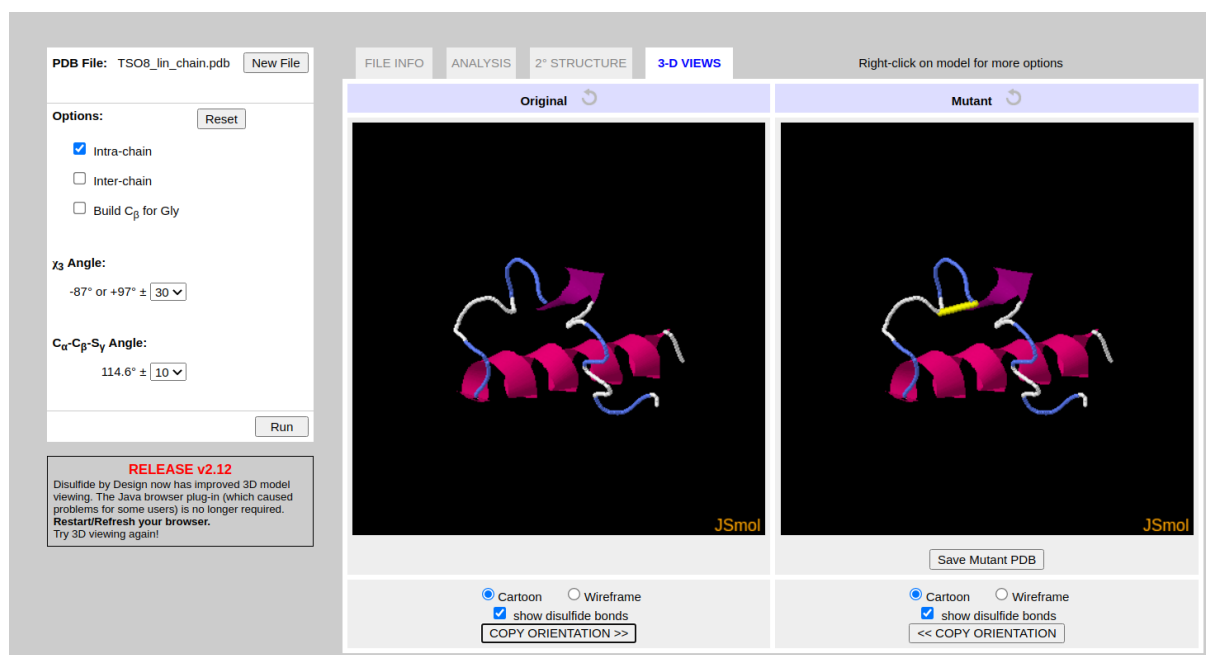 PDB File: TSO8_lin_chain.pdb New File
FILE INFO ANALYSIS 2° STRUCTURE 3-D VIEWS Right-click on model for more options
Original Mutant
Options: Reset
Intra-chain
Inter-chain
Build Cβ for Gly
χ3 Angle:
-87° or +97° ± 30
Cα-Cβ-Sγ Angle:
114.6° ± 10
Run
RELEASE v2.12
Disulfide by Design now has improved 3D model
viewing. The Java browser plug-in (which caused
problems for some users) is no longer required.
Restart/Refresh your browser.
Try 3D viewing again!
JSmol JSmol
Save Mutant PDB
Cartoon Wireframe Cartoon Wireframe
show disulfide bonds show disulfide bonds
COPY ORIENTATION >> << COPY ORIENTATION